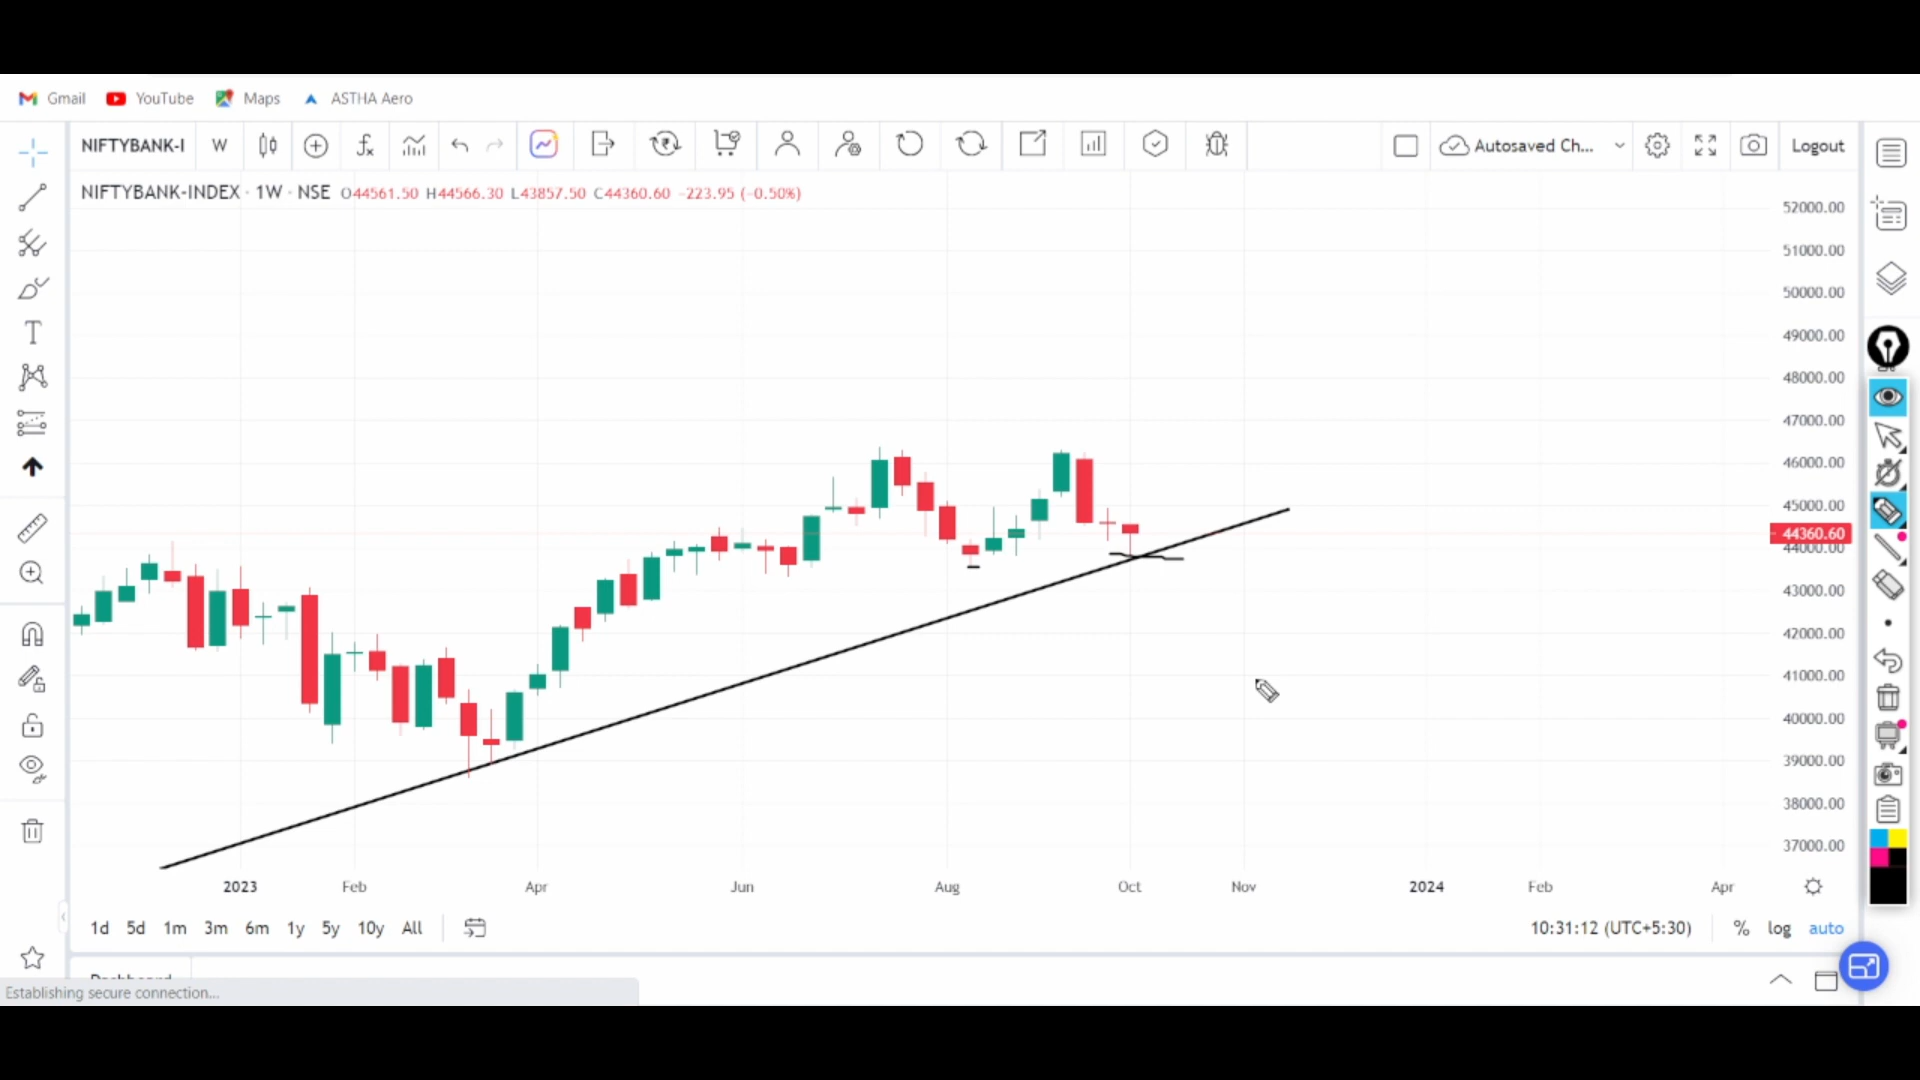 Gmail YouTube Maps ASTHA Aero
NIFTYBANK-I W Autosaved Ch... Logout
NIFTYBANK-INDEX · 1W · NSE O44561.50 H44566.30 L43857.50 C44360.60 -223.95 (-0.50%)
52000.00
51000.00
50000.00
49000.00
48000.00
47000.00
46000.00
45000.00
44360.60
44000.00
43000.00
42000.00
41000.00
40000.00
39000.00
38000.00
37000.00
2023 Feb Apr Jun Aug Oct Nov 2024 Feb Apr
1d 5d 1m 3m 6m 1y 5y 10y All 10:31:12 (UTC+5:30) % log auto
Dashboard
Establishing secure connection...